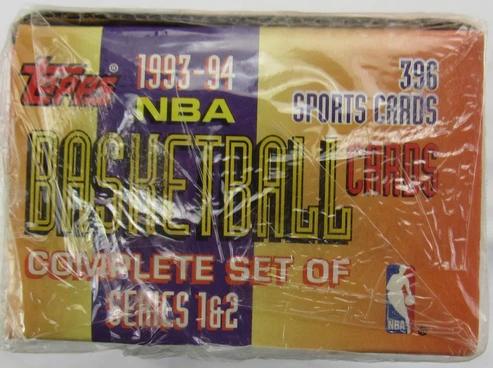 Topps® 1993-94 396
NBA SPORTS CARDS
BASKETBALL CARDS
COMPLETE SET OF
SERIES 1&2
NBA